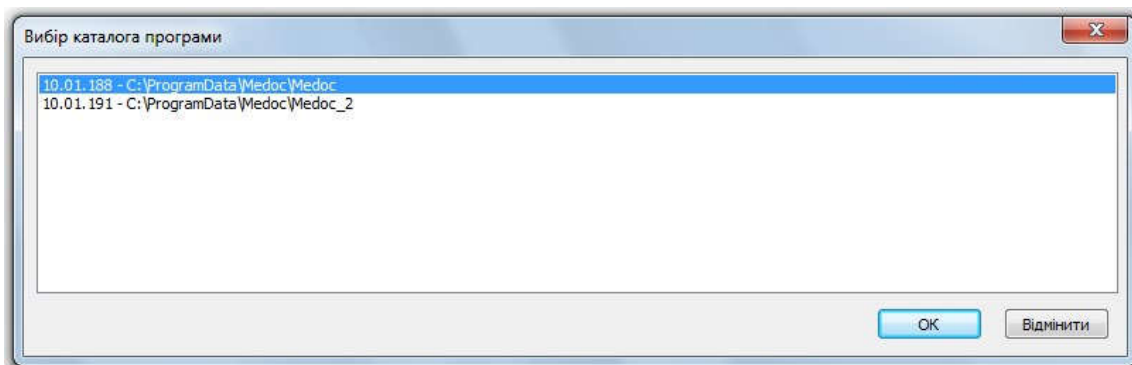 Вибір каталога програми
10.01.188 - C:\ProgramData\Medoc\Medoc
10.01.191 - C:\ProgramData\Medoc\Medoc_2
OK
Відмінити